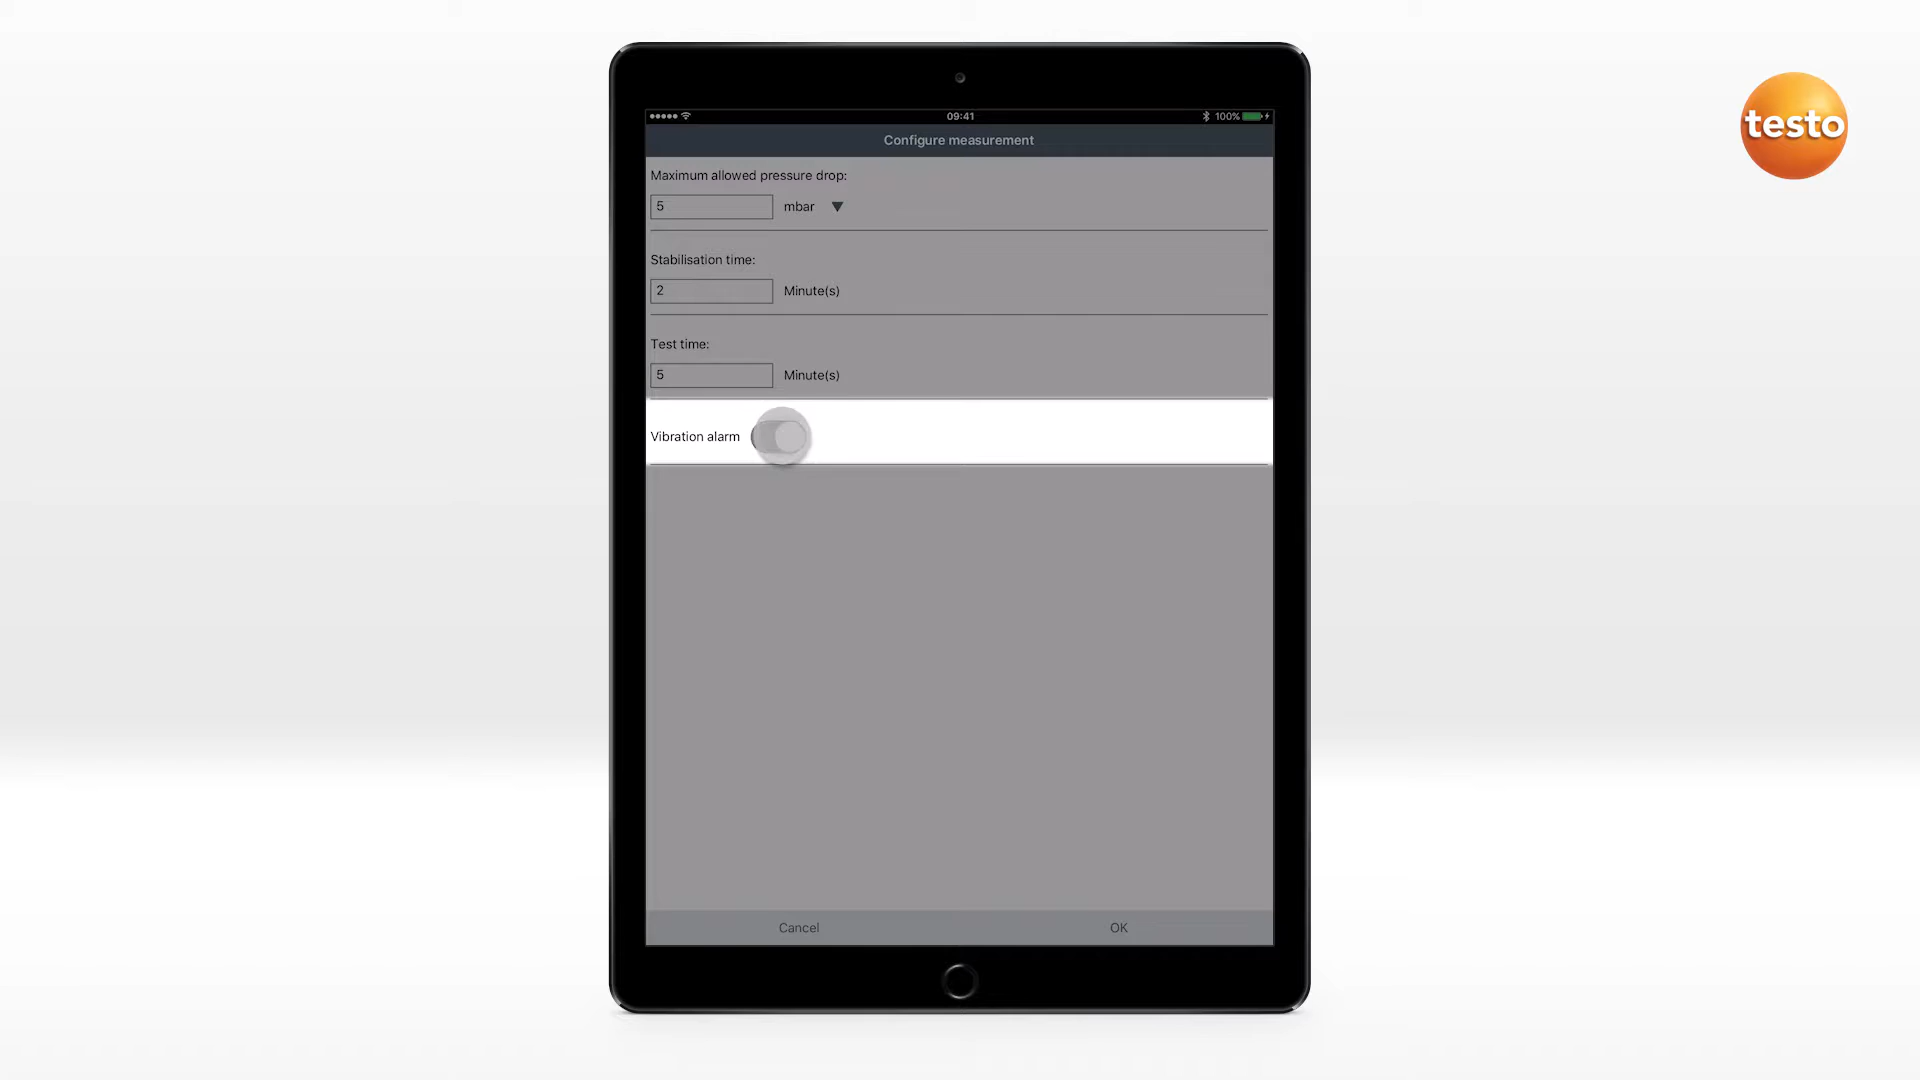 09:41
100%
Configure measurement
testo
Maximum allowed pressure drop:
5 mbar
Stabilisation time:
2 Minute(s)
Test time:
5 Minute(s)
Vibration alarm
Cancel OK